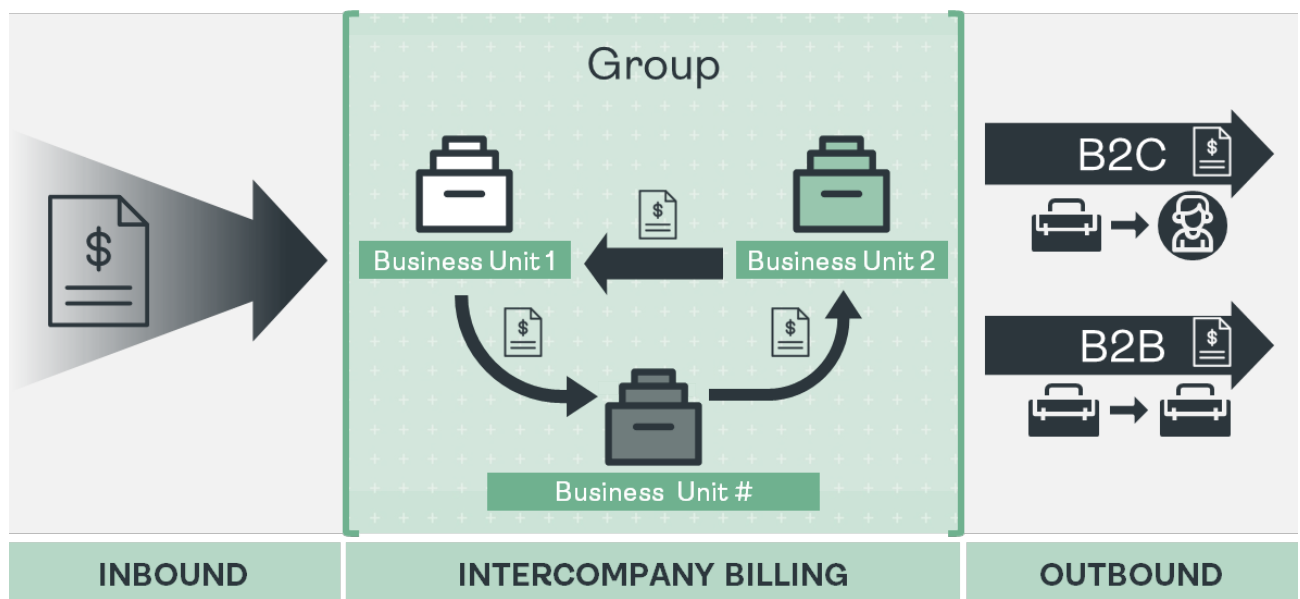 Group
$
$
Business Unit 1
Business Unit 2
$
$
Business Unit #
B2C
$
B2B
$
INBOUND
INTERCOMPANY BILLING
OUTBOUND